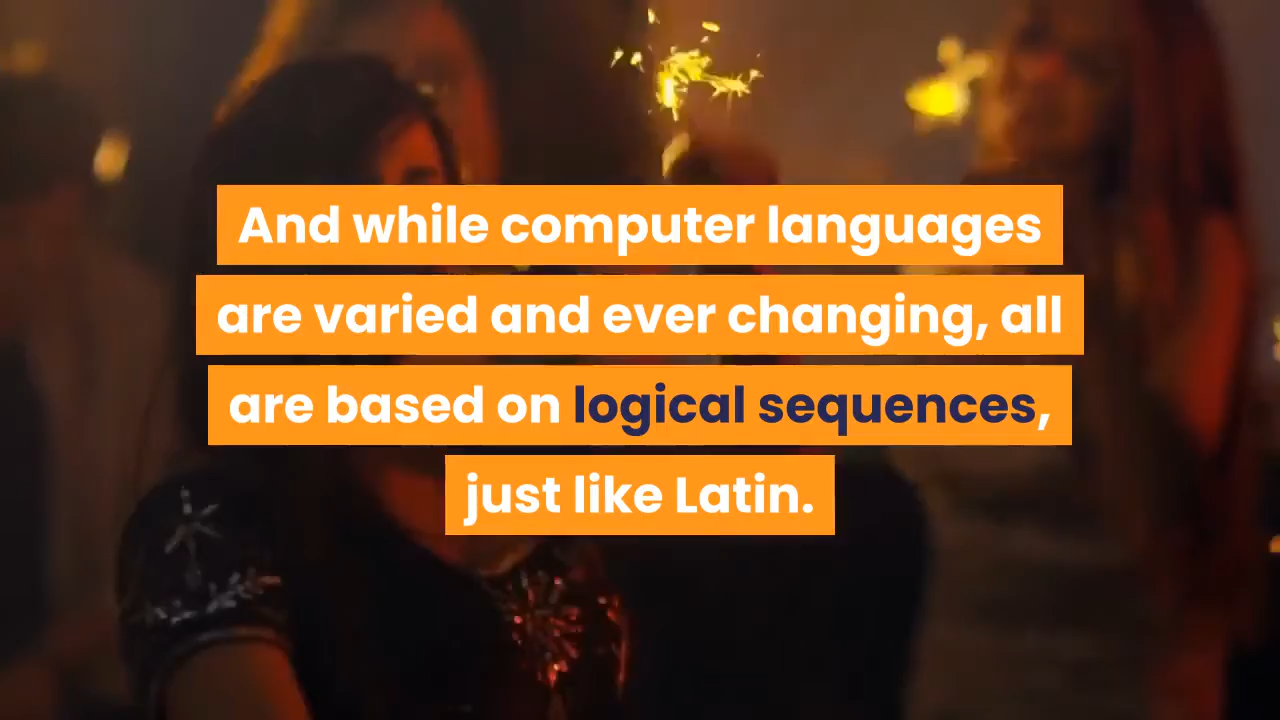 And while computer languages
are varied and ever changing, all
are based on logical sequences,
just like Latin.